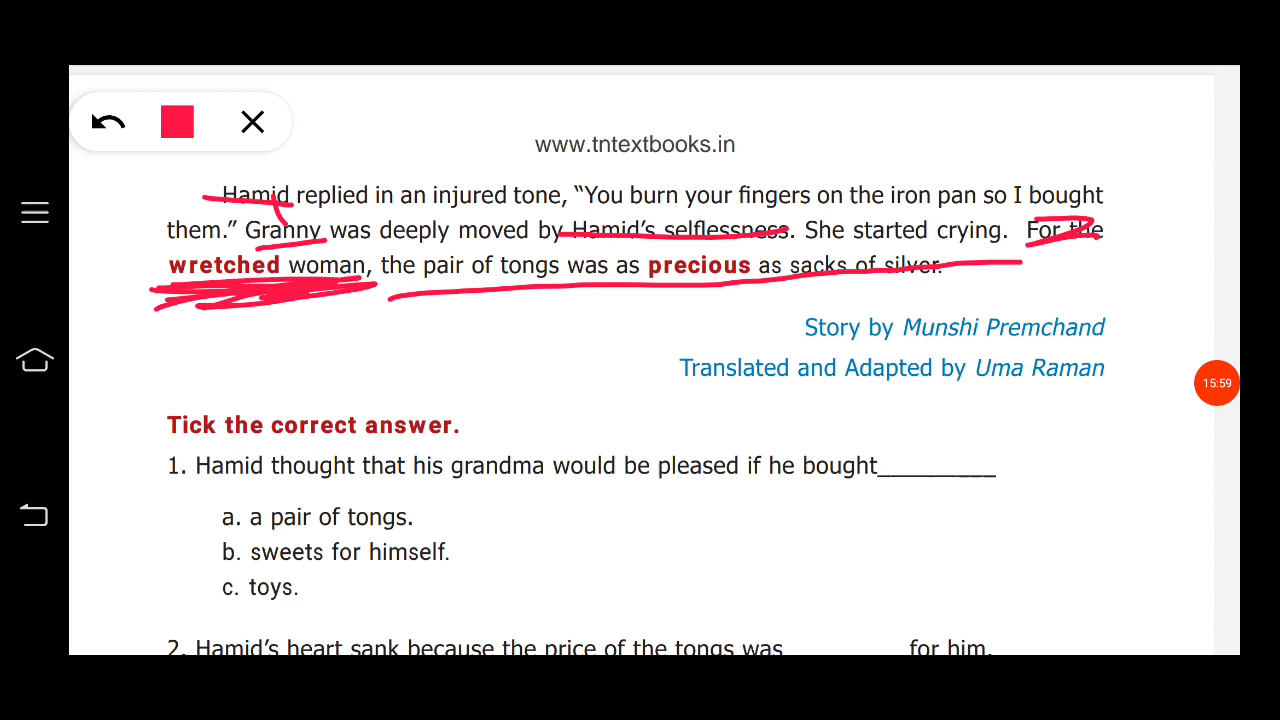 www.tntextbooks.in
Hamid replied in an injured tone, “You burn your fingers on the iron pan so I bought
them.” Granny was deeply moved by Hamid’s selflessness. She started crying. For the
wretched woman, the pair of tongs was as precious as sacks of silver.
Story by Munshi Premchand
Translated and Adapted by Uma Raman
15:59
Tick the correct answer.
1. Hamid thought that his grandma would be pleased if he bought_________
a. a pair of tongs.
b. sweets for himself.
c. toys.
2. Hamid’s heart sank because the price of the tongs was _________ for him.